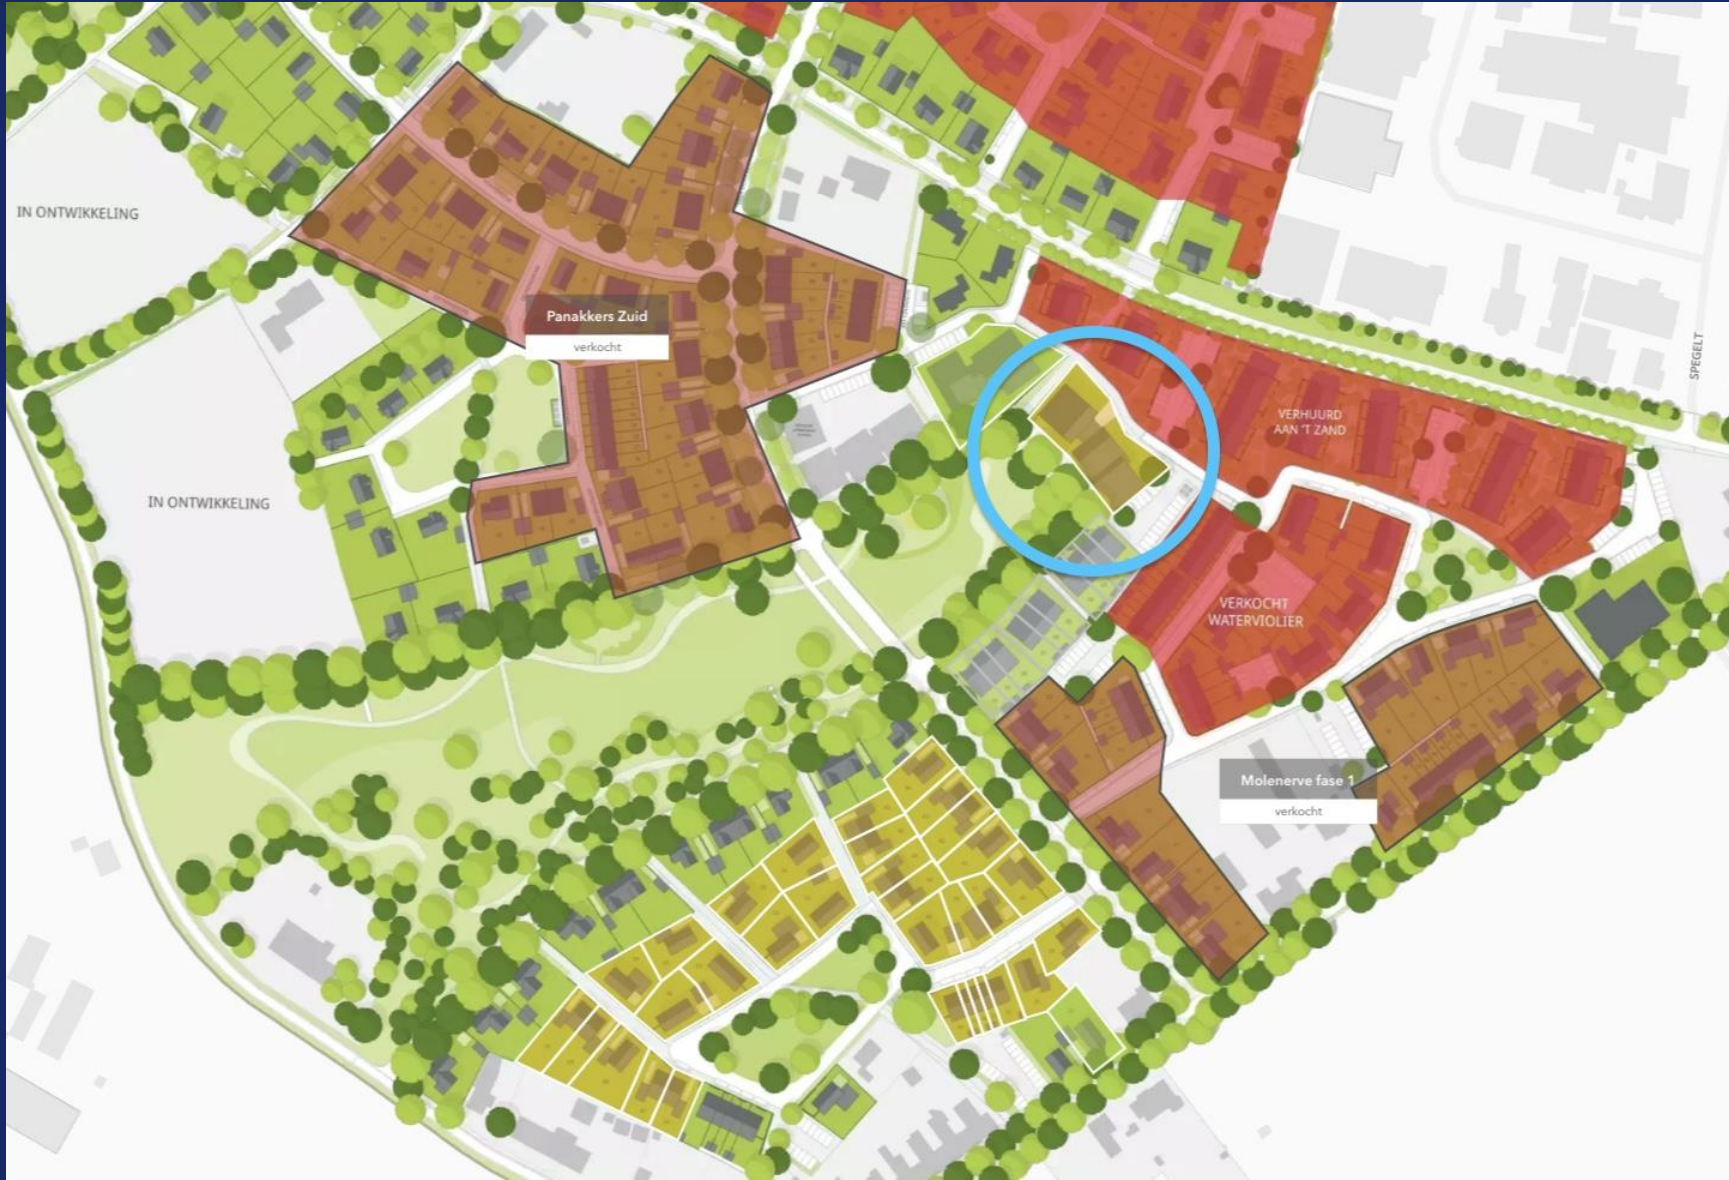 IN ONTWIKKELING
Panakkers Zuid
verkocht
SPEGELT
VERHUURD
AAN 'T ZAND
IN ONTWIKKELING
VERKOCHT
WATERVIOLIER
Molenerve fase 1
verkocht